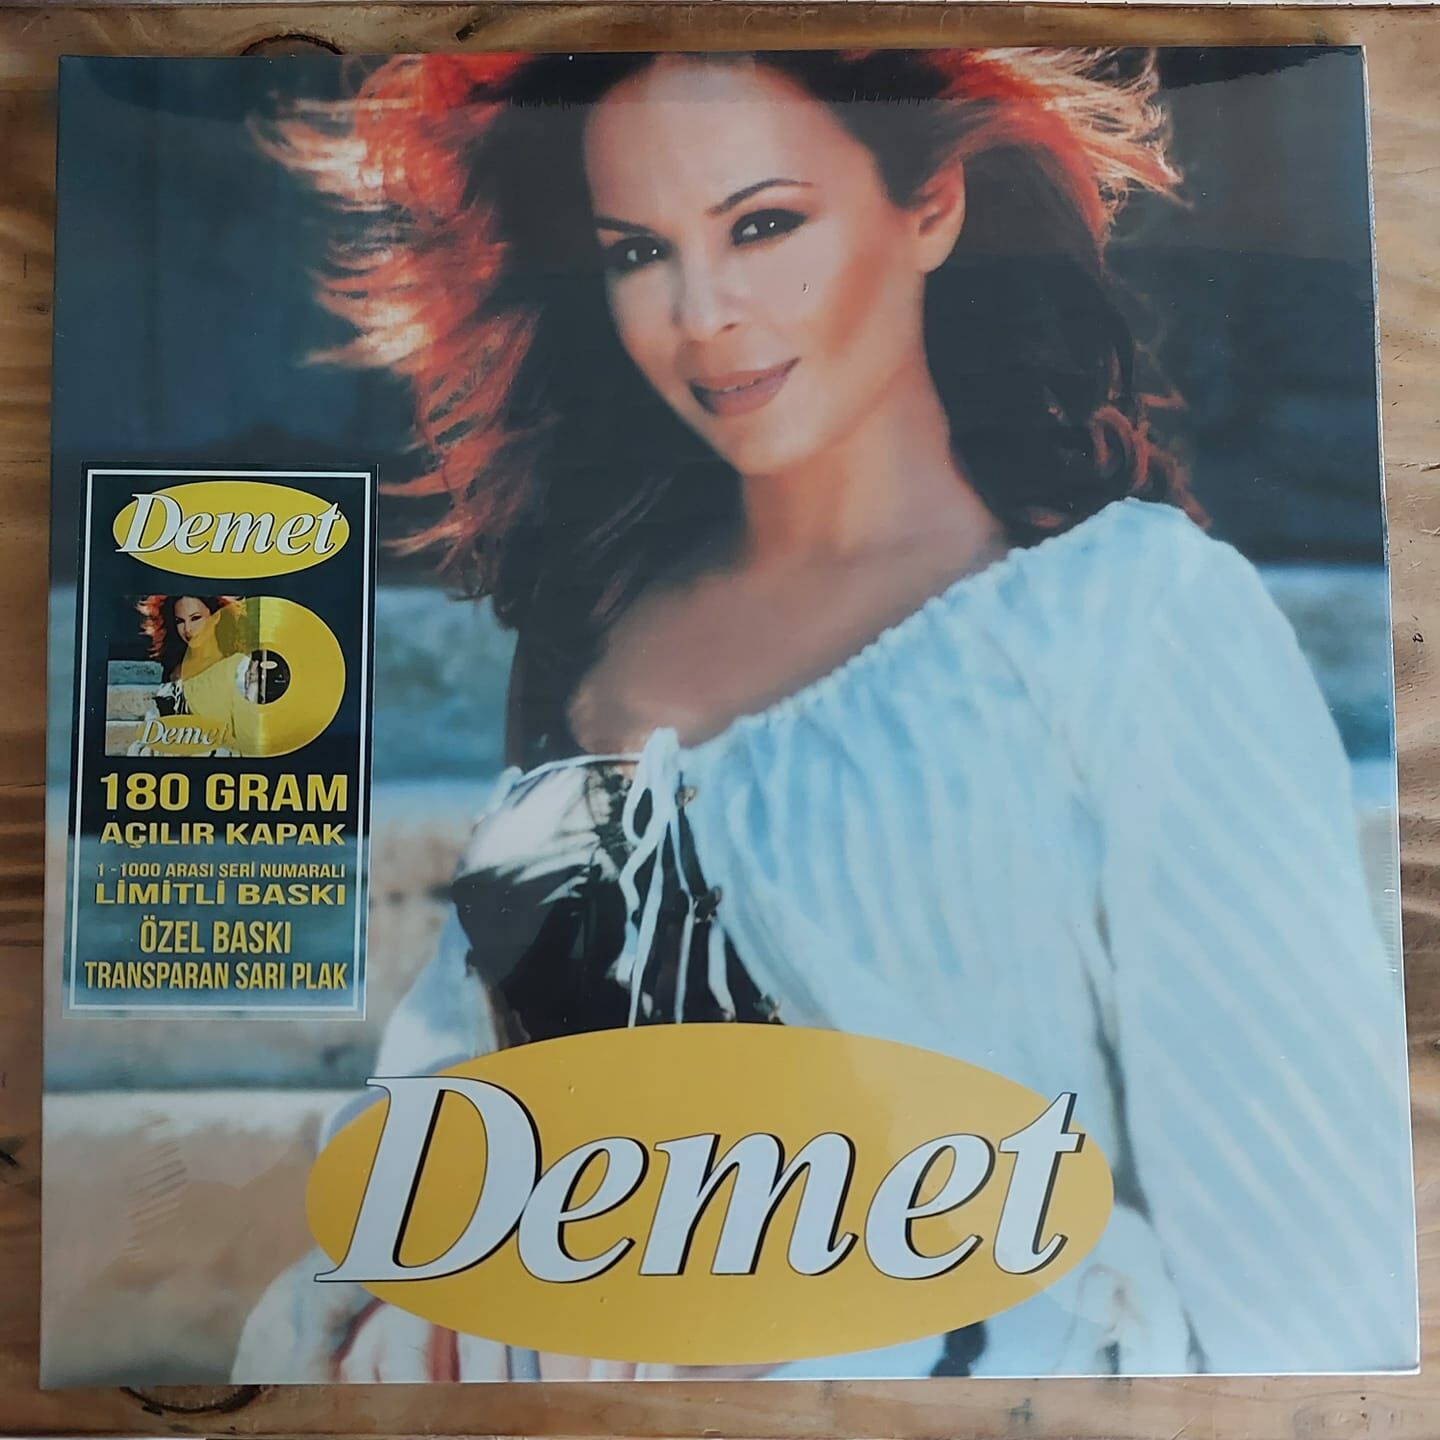 Demet
Demet
180 GRAM
AÇILIR KAPAK
1 - 1000 ARASI SERİ NUMARALI
LİMİTLİ BASKI
ÖZEL BASKI
TRANSPARAN SARI PLAK
Demet